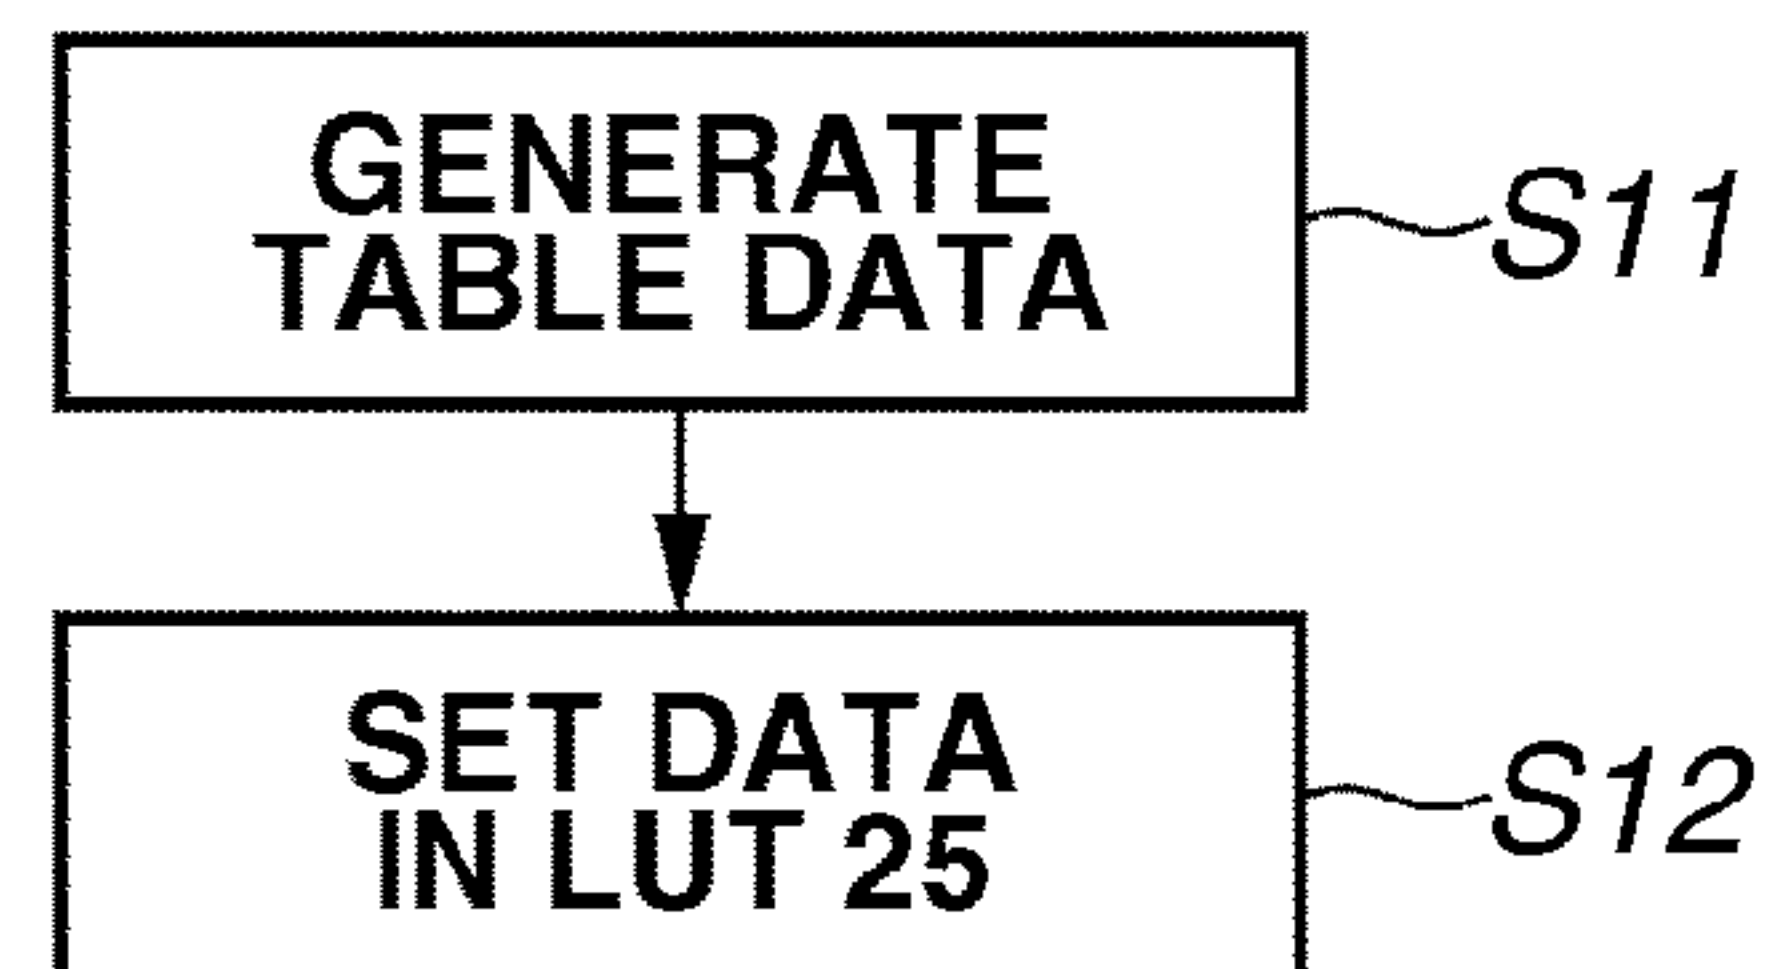 GENERATE
TABLE DATA
S11
SET DATA
IN LUT 25
S12